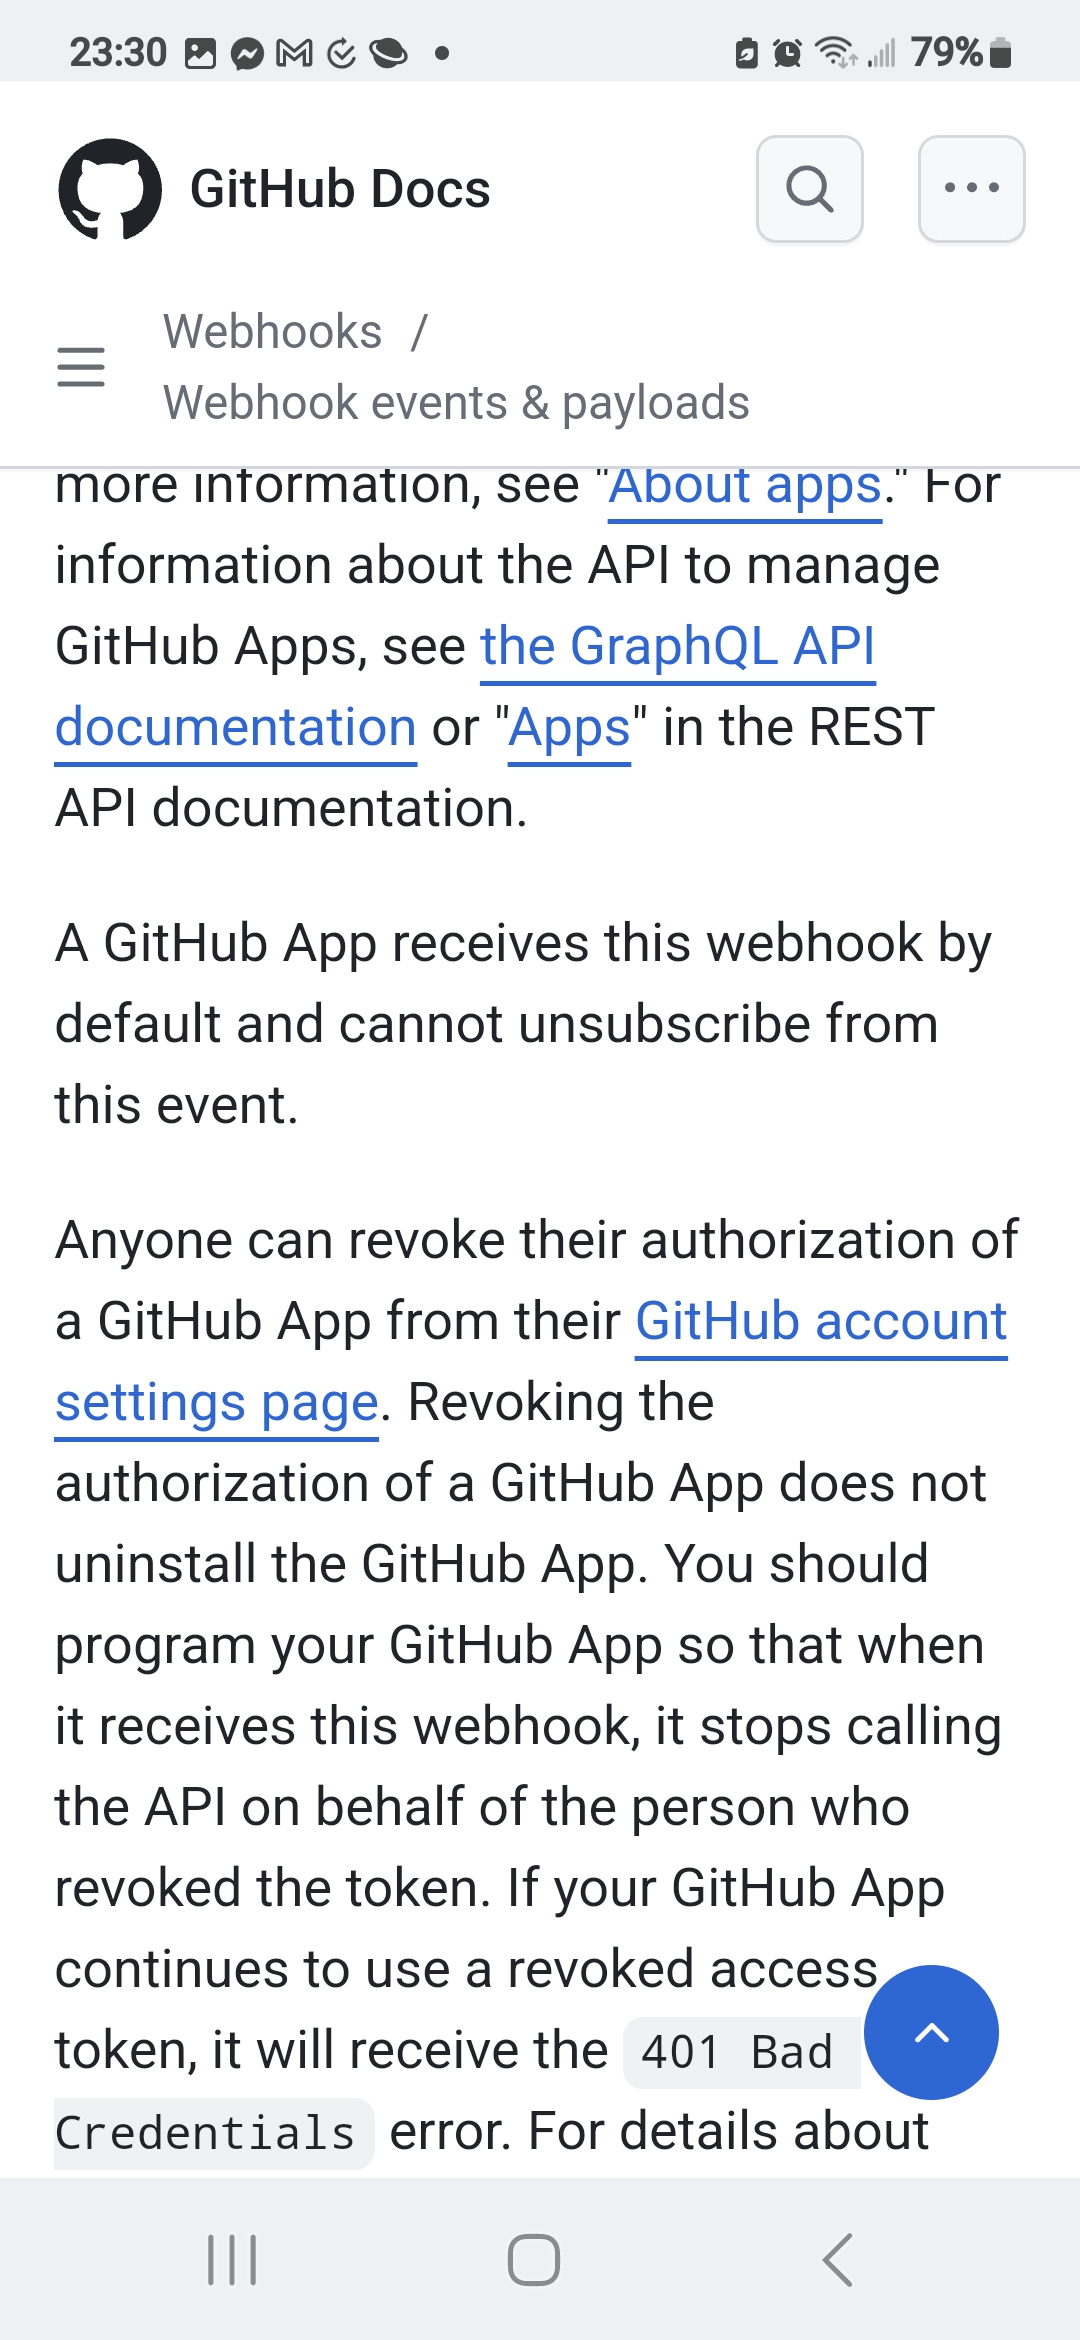 23:30
79%
GitHub Docs
Webhooks /
Webhook events & payloads
more information, see "About apps." For
information about the API to manage
GitHub Apps, see the GraphQL API
documentation or "Apps" in the REST
API documentation.
A GitHub App receives this webhook by
default and cannot unsubscribe from
this event.
Anyone can revoke their authorization of
a GitHub App from their GitHub account
settings page. Revoking the
authorization of a GitHub App does not
uninstall the GitHub App. You should
program your GitHub App so that when
it receives this webhook, it stops calling
the API on behalf of the person who
revoked the token. If your GitHub App
continues to use a revoked access
token, it will receive the 401 Bad
Credentials error. For details about